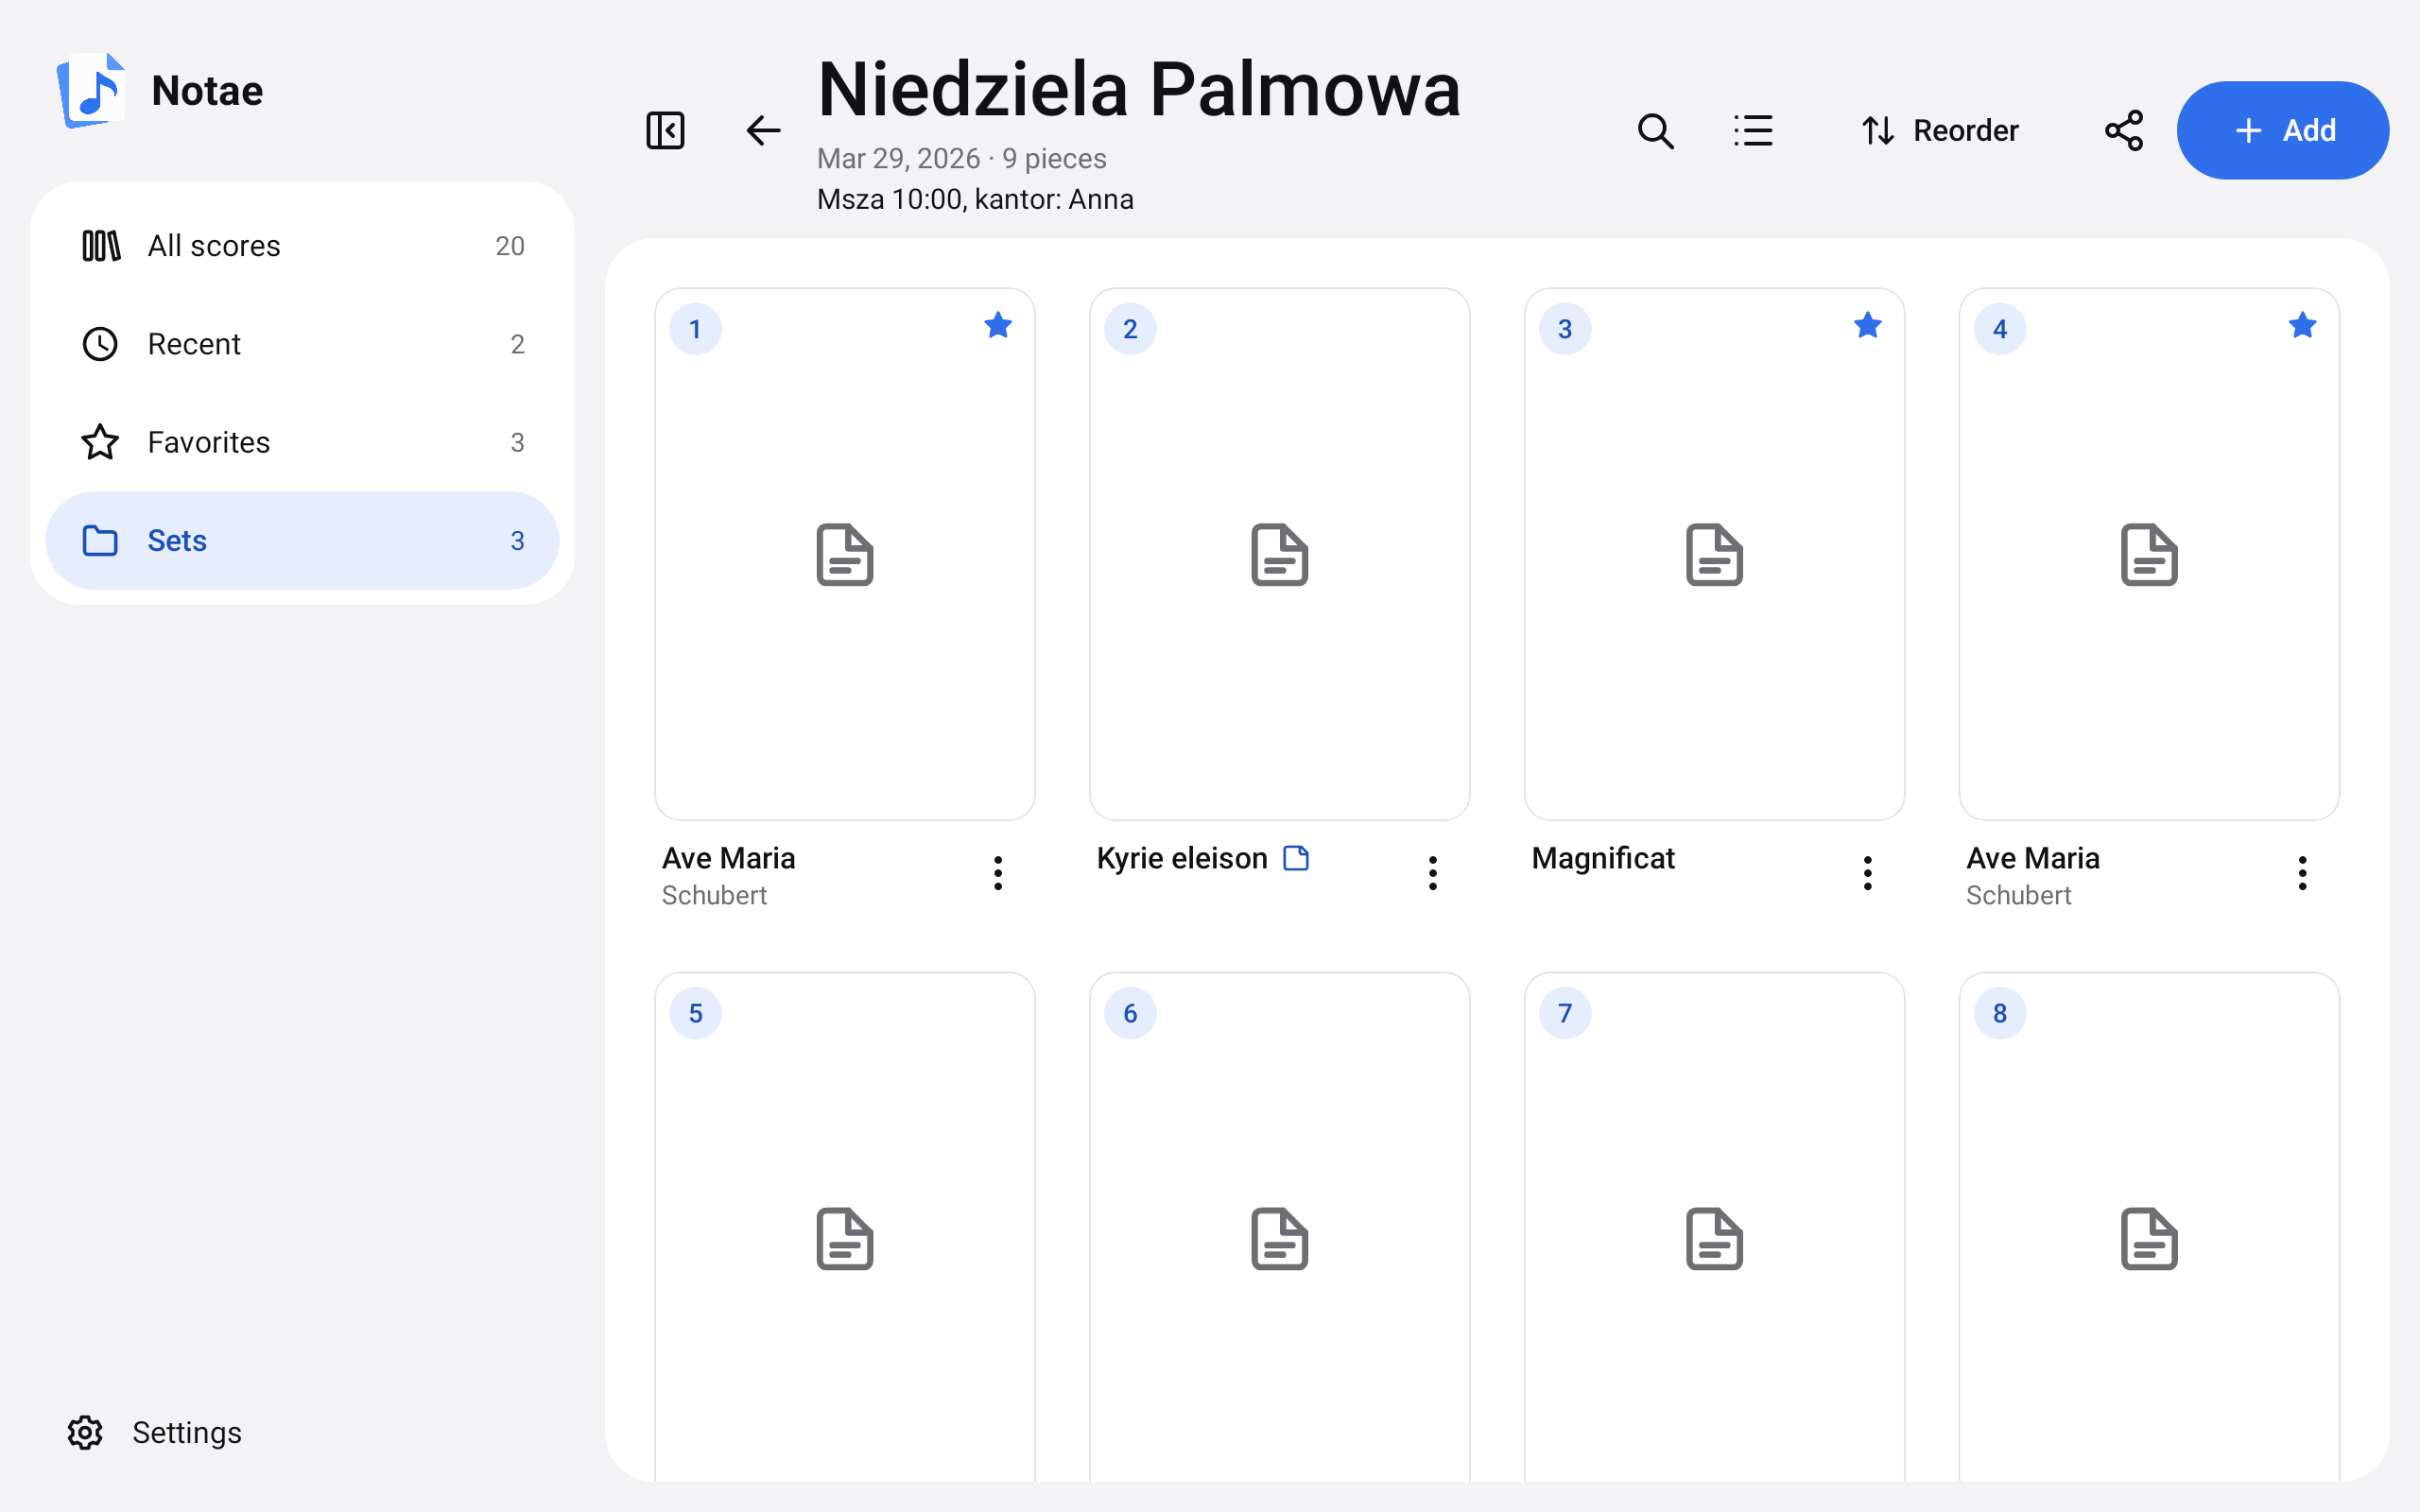 Notae
All scores 20
Recent 2
Favorites 3
Sets 3
Settings
Niedziela Palmowa
Mar 29, 2026 · 9 pieces
Msza 10:00, kantor: Anna
Reorder
Add
1
2
3
4
Ave Maria
Schubert
Kyrie eleison
Magnificat
Ave Maria
Schubert
5
6
7
8